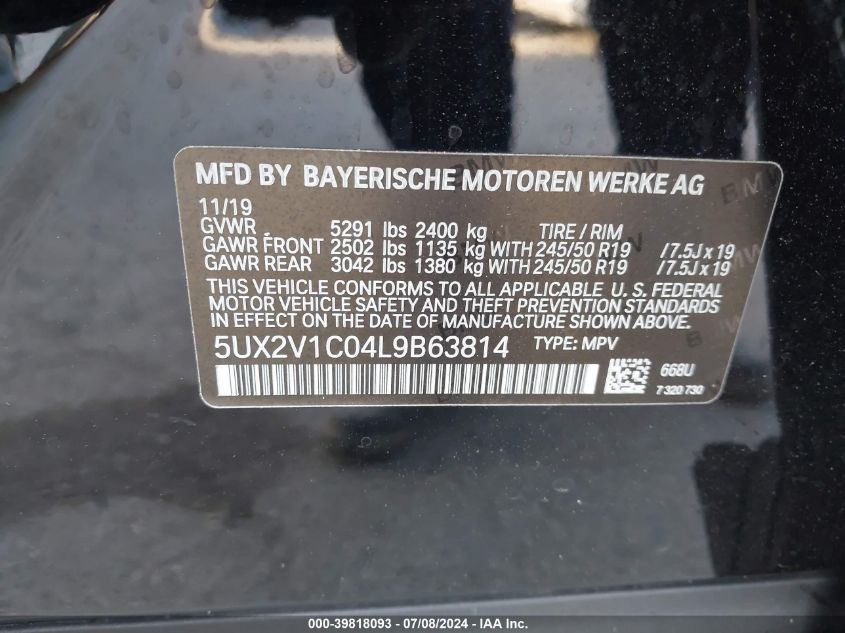 MFD BY BAYERISCHE MOTOREN WERKE AG
11/19
GVWR 5291 lbs 2400 kg TIRE / RIM
GAWR FRONT 2502 lbs 1135 kg WITH 245/50 R19 / 7.5J x 19
GAWR REAR 3042 lbs 1380 kg WITH 245/50 R19 / 7.5J x 19
THIS VEHICLE CONFORMS TO ALL APPLICABLE U. S. FEDERAL
MOTOR VEHICLE SAFETY AND THEFT PREVENTION STANDARDS
IN EFFECT ON THE DATE OF MANUFACTURE SHOWN ABOVE.
5UX2V1C04L9B63814 TYPE: MPV
668U
7 320 730
000-39818093 / 07/08/2024 - IAA Inc.